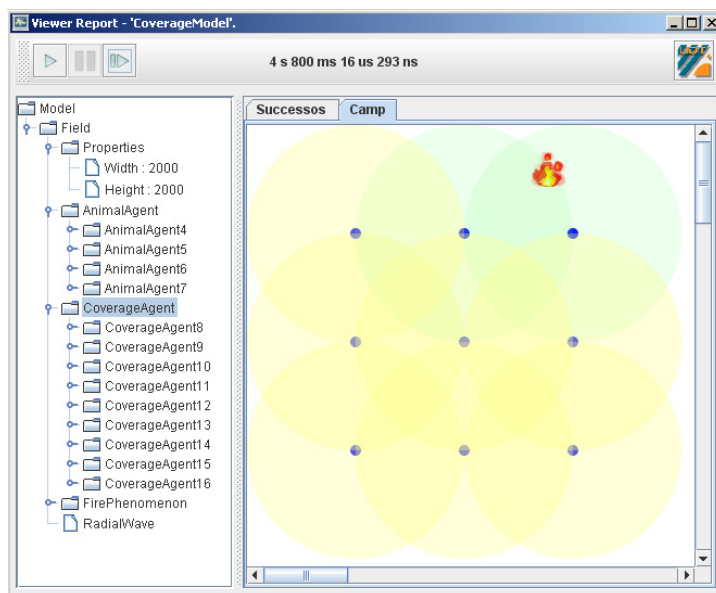 Viewer Report - 'CoverageModel'.
4 s 800 ms 16 us 293 ns
Model
Field
Properties
Width : 2000
Height : 2000
AnimalAgent
AnimalAgent4
AnimalAgent5
AnimalAgent6
AnimalAgent7
CoverageAgent
CoverageAgent8
CoverageAgent9
CoverageAgent10
CoverageAgent11
CoverageAgent12
CoverageAgent13
CoverageAgent14
CoverageAgent15
CoverageAgent16
FirePhenomenon
RadialWave
Successos
Camp